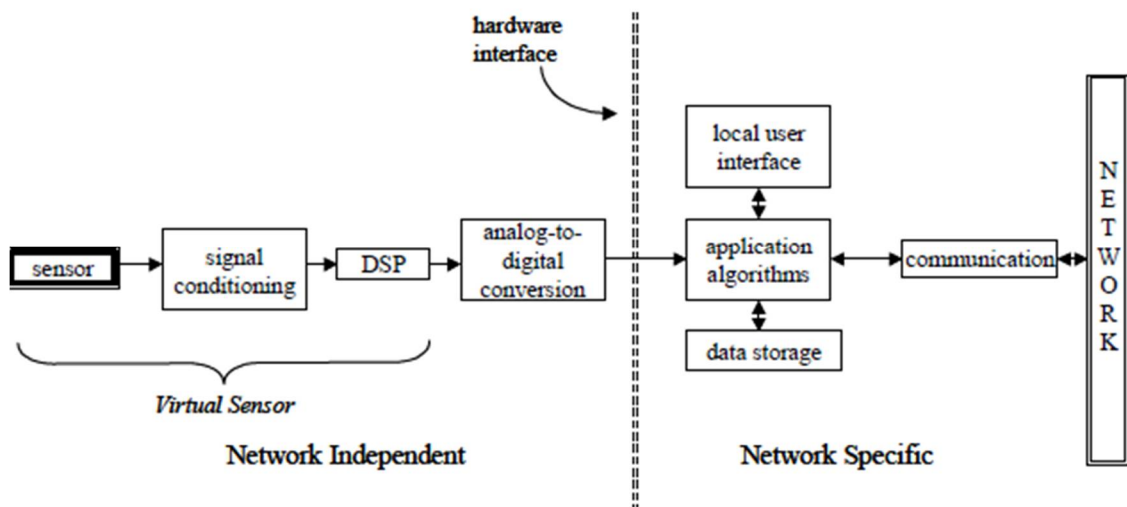 hardware
interface
local user
interface
sensor
signal
conditioning
DSP
analog-to-
digital
conversion
application
algorithms
communication
data storage
N
E
T
W
O
R
K
Virtual Sensor
Network Independent
Network Specific